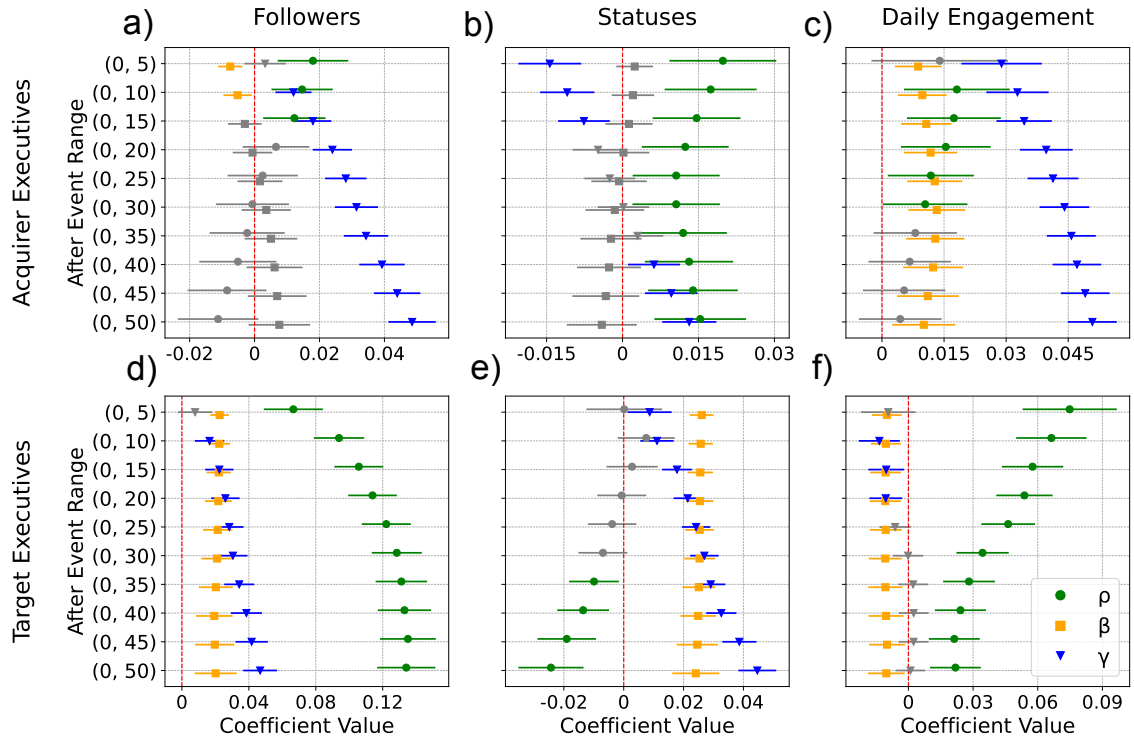 a) Followers
b) Statuses
c) Daily Engagement
Acquirer Executives
After Event Range
(0, 5)
(0, 10)
(0, 15)
(0, 20)
(0, 25)
(0, 30)
(0, 35)
(0, 40)
(0, 45)
(0, 50)
-0.02 0 0.02 0.04
-0.015 0 0.015 0.03
0 0.015 0.03 0.045
d)
e)
f)
Target Executives
After Event Range
(0, 5)
(0, 10)
(0, 15)
(0, 20)
(0, 25)
(0, 30)
(0, 35)
(0, 40)
(0, 45)
(0, 50)
ρ
β
γ
0 0.04 0.08 0.12
-0.02 0 0.02 0.04
0 0.03 0.06 0.09
Coefficient Value
Coefficient Value
Coefficient Value